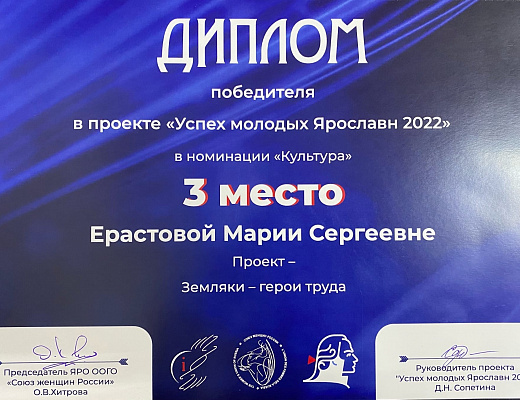 ДИПЛОМ
победителя
в проекте «Успех молодых Ярославн 2022»
в номинации «Культура»
3 место
Ерастовой Марии Сергеевне
Проект –
Земляки – герои труда
Председатель ЯРО ООГО
«Союз женщин России»
О.В.Хитрова
Руководитель проекта
"Успех молодых Ярославн 20
Д.Н. Сопетина